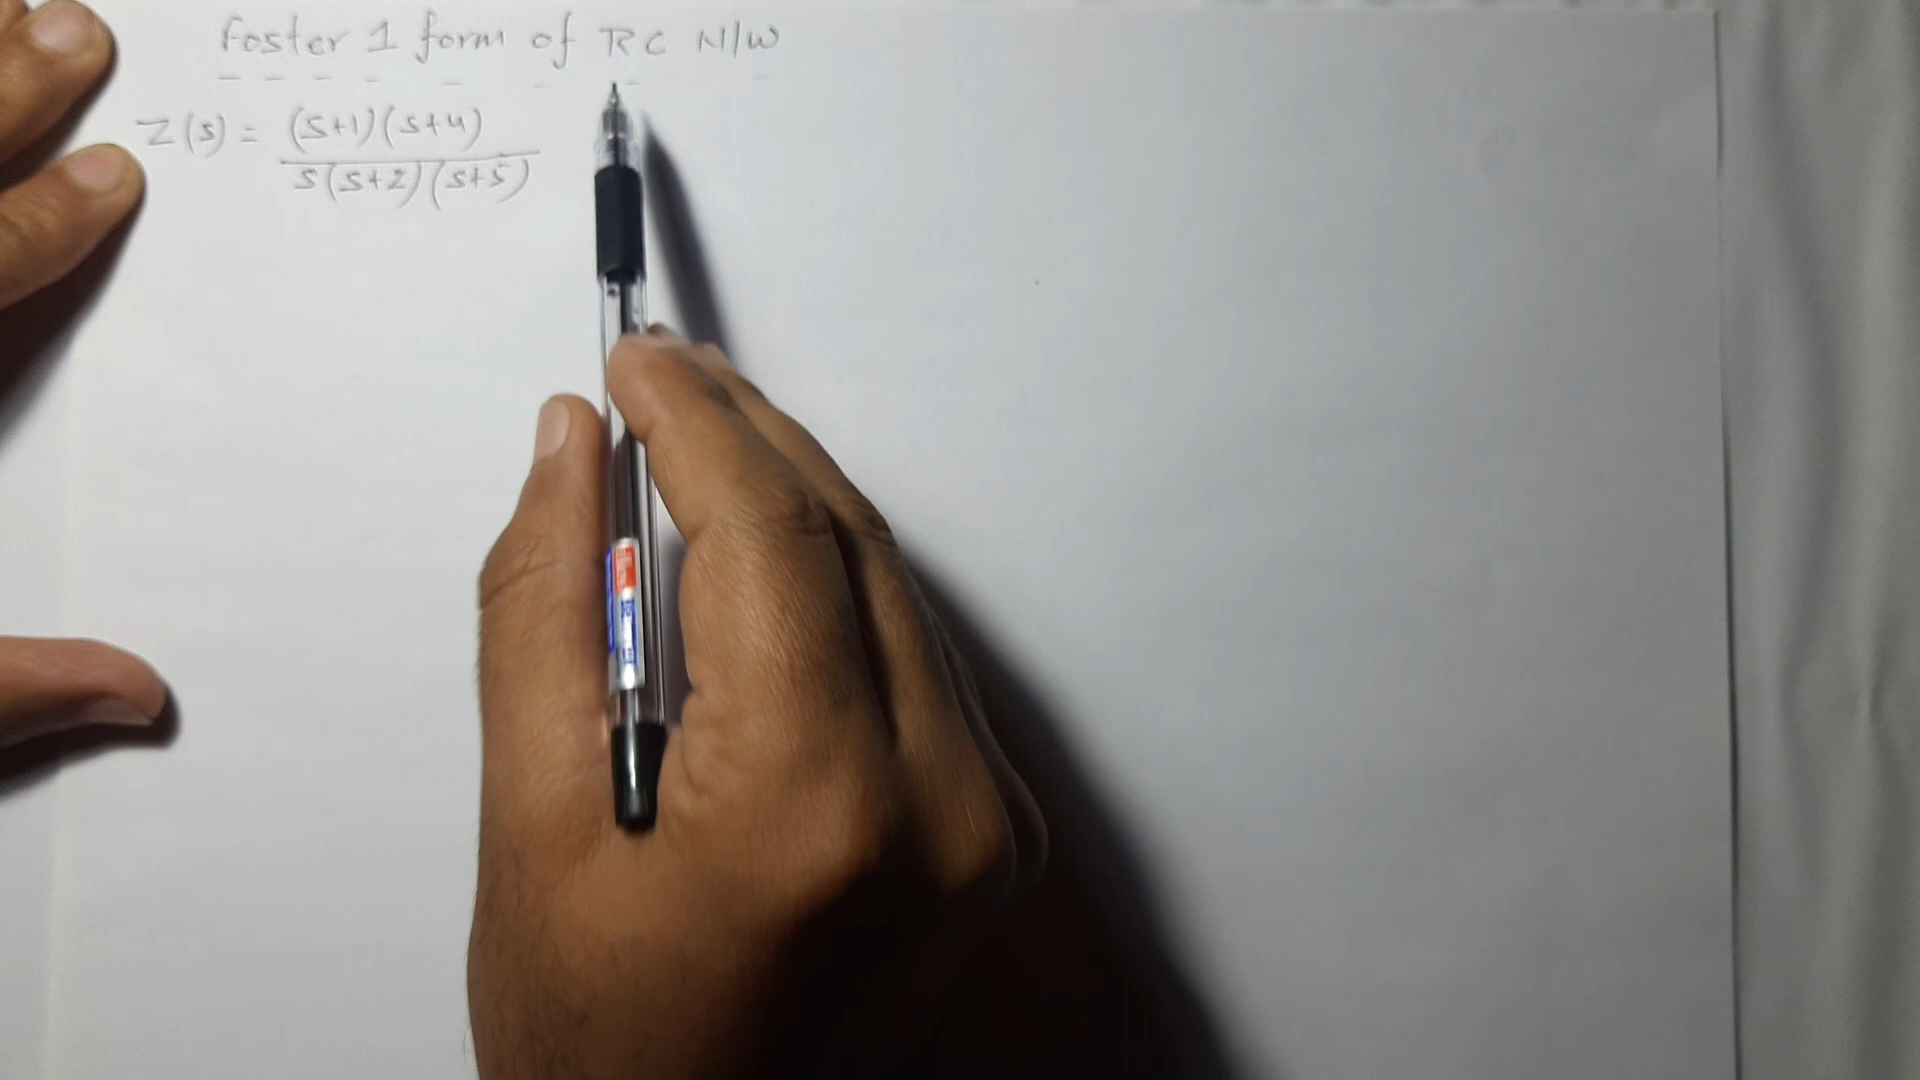 Foster 1 form of RC N/W
Z(s) = (s+1)(s+4)
s(s+2)(s+5)